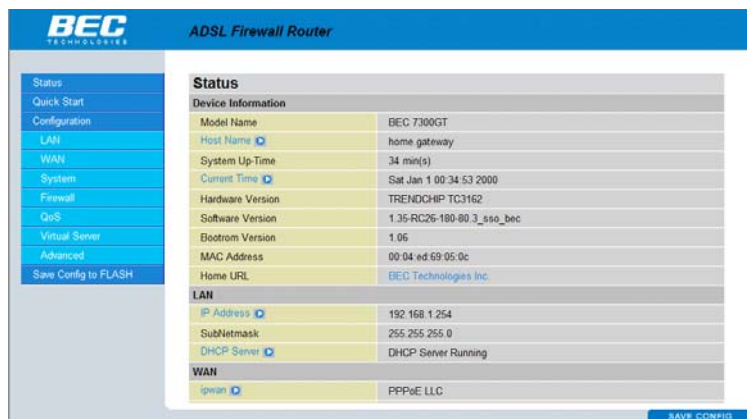 BEC
TECHNOLOGIES
ADSL Firewall Router
Status
Quick Start
Configuration
LAN
WAN
System
Firewall
QoS
Virtual Server
Advanced
Save Config to FLASH
Status
Device Information
Model Name BEC 7300GT
Host Name home.gateway
System Up-Time 34 min(s)
Current Time Sat Jan 1 00:34:53 2000
Hardware Version TRENDCHIP TC3162
Software Version 1.35-RC26-180-80.3_sso_bec
Bootrom Version 1.06
MAC Address 00:04:ed:69:05:0c
Home URL BEC Technologies Inc.
LAN
IP Address 192.168.1.254
SubNetmask 255.255.255.0
DHCP Server DHCP Server Running
WAN
ipwan PPPoE LLC
SAVE CONFIG